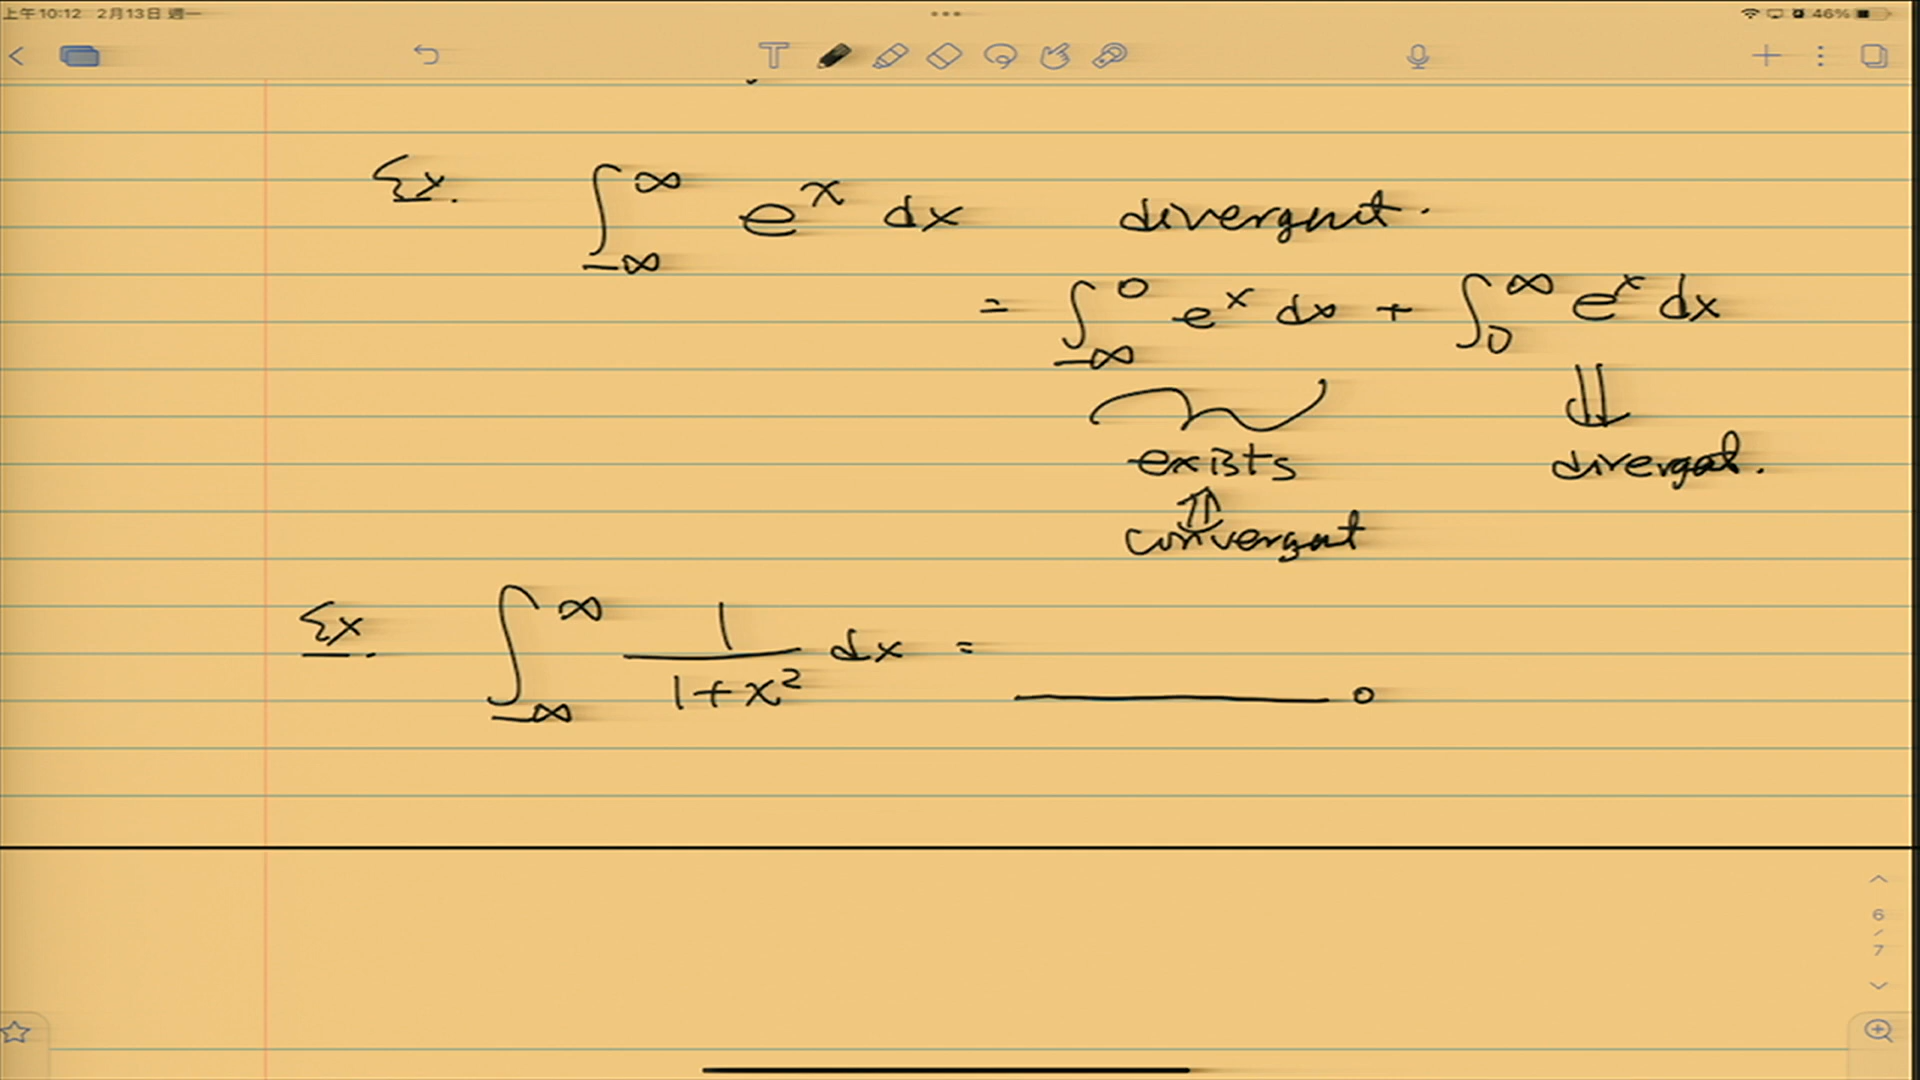 上午10:12 2月13日 週一
46%
Ex. ∫_{-∞}^{∞} e^x dx divergent.
= ∫_{-∞}^{0} e^x dx + ∫_{0}^{∞} e^x dx
exists divergent.
⇑
convergent
Ex. ∫_{-∞}^{∞} 1/(1+x²) dx = ________。
6
/
7